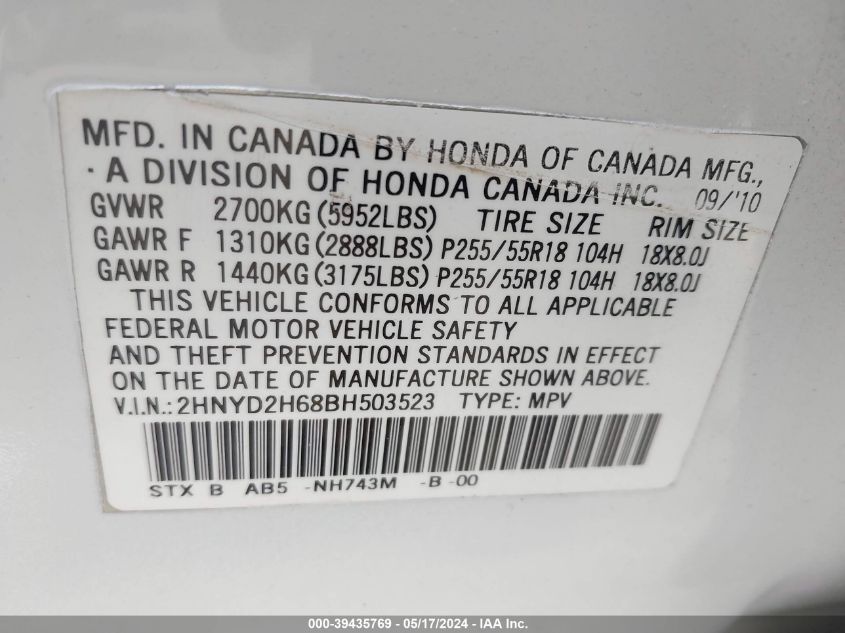 MFD. IN CANADA BY HONDA OF CANADA MFG.,
· A DIVISION OF HONDA CANADA INC. 09/'10
GVWR 2700KG (5952LBS) TIRE SIZE RIM SIZE
GAWR F 1310KG (2888LBS) P255/55R18 104H 18X8.0J
GAWR R 1440KG (3175LBS) P255/55R18 104H 18X8.0J
THIS VEHICLE CONFORMS TO ALL APPLICABLE
FEDERAL MOTOR VEHICLE SAFETY
AND THEFT PREVENTION STANDARDS IN EFFECT
ON THE DATE OF MANUFACTURE SHOWN ABOVE.
V.I.N.: 2HNYD2H68BH503523 TYPE: MPV
STX B AB5 -NH743M -B -00
000-39435769 - 05/17/2024 - IAA Inc.